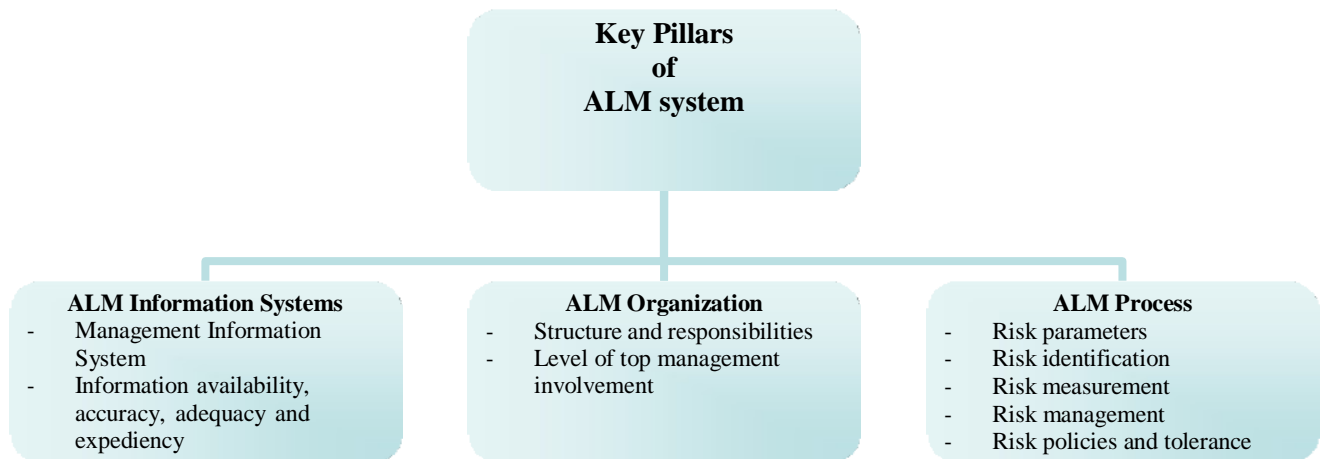 Key Pillars
of
ALM system
ALM Information Systems
- Management Information
System
- Information availability,
accuracy, adequacy and
expediency
ALM Organization
- Structure and responsibilities
- Level of top management
involvement
ALM Process
- Risk parameters
- Risk identification
- Risk measurement
- Risk management
- Risk policies and tolerance